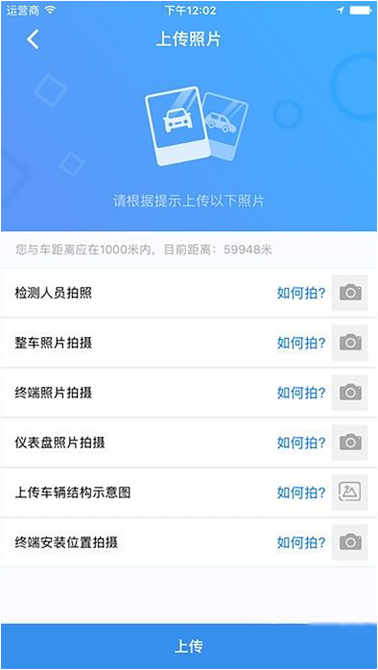 运营商 下午12:02
上传照片
请根据提示上传以下照片
您与车距离应在1000米内，目前距离：59948米
检测人员拍照 如何拍?
整车照片拍摄 如何拍?
终端照片拍摄 如何拍?
仪表盘照片拍摄 如何拍?
上传车辆结构示意图 如何拍?
终端安装位置拍摄 如何拍?
上传